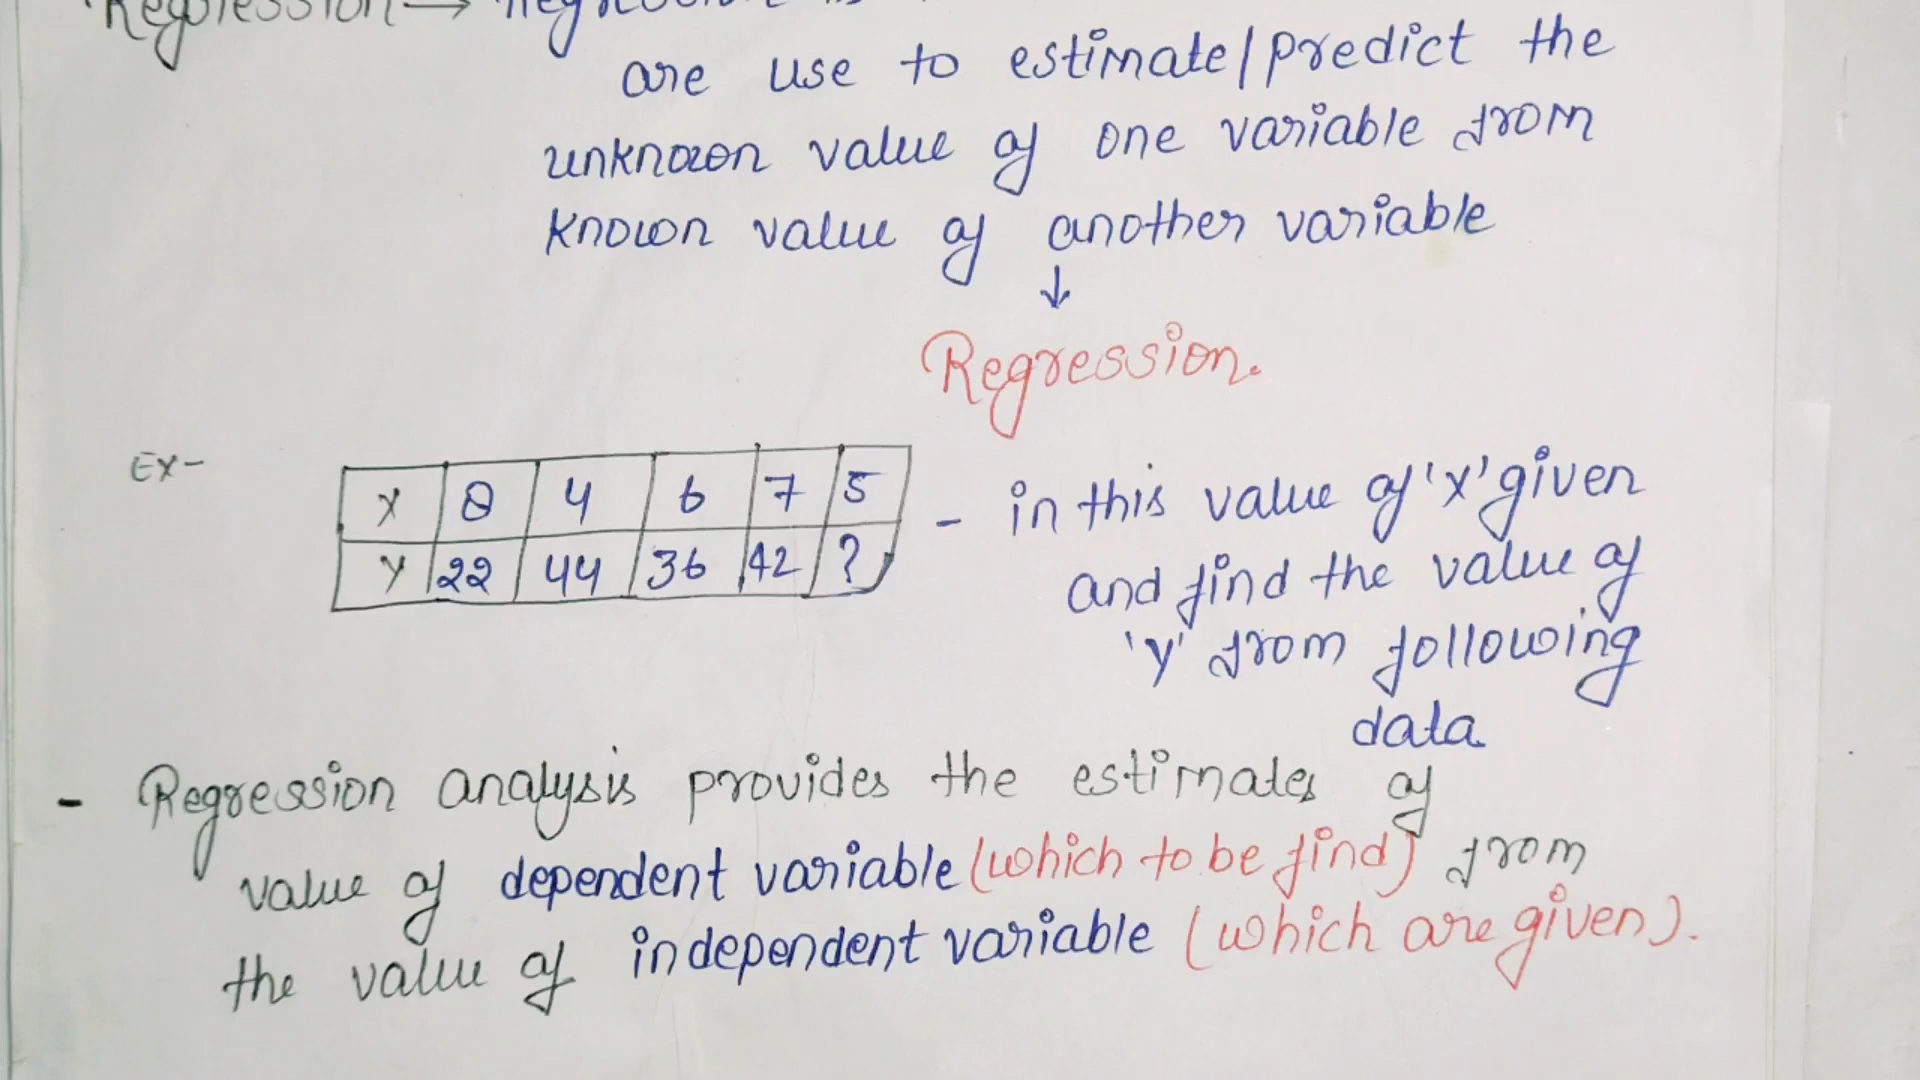 Regression →
are use to estimate/predict the
unknown value of one variable from
known value of another variable
↓
Regression.
Ex-
X 8 4 6 7 5
Y 22 44 36 42 ?
- in this value of 'x' given
and find the value of
'y' from following
data
- Regression analysis provides the estimates of
value of dependent variable (which to be find) from
the value of independent variable (which are given).